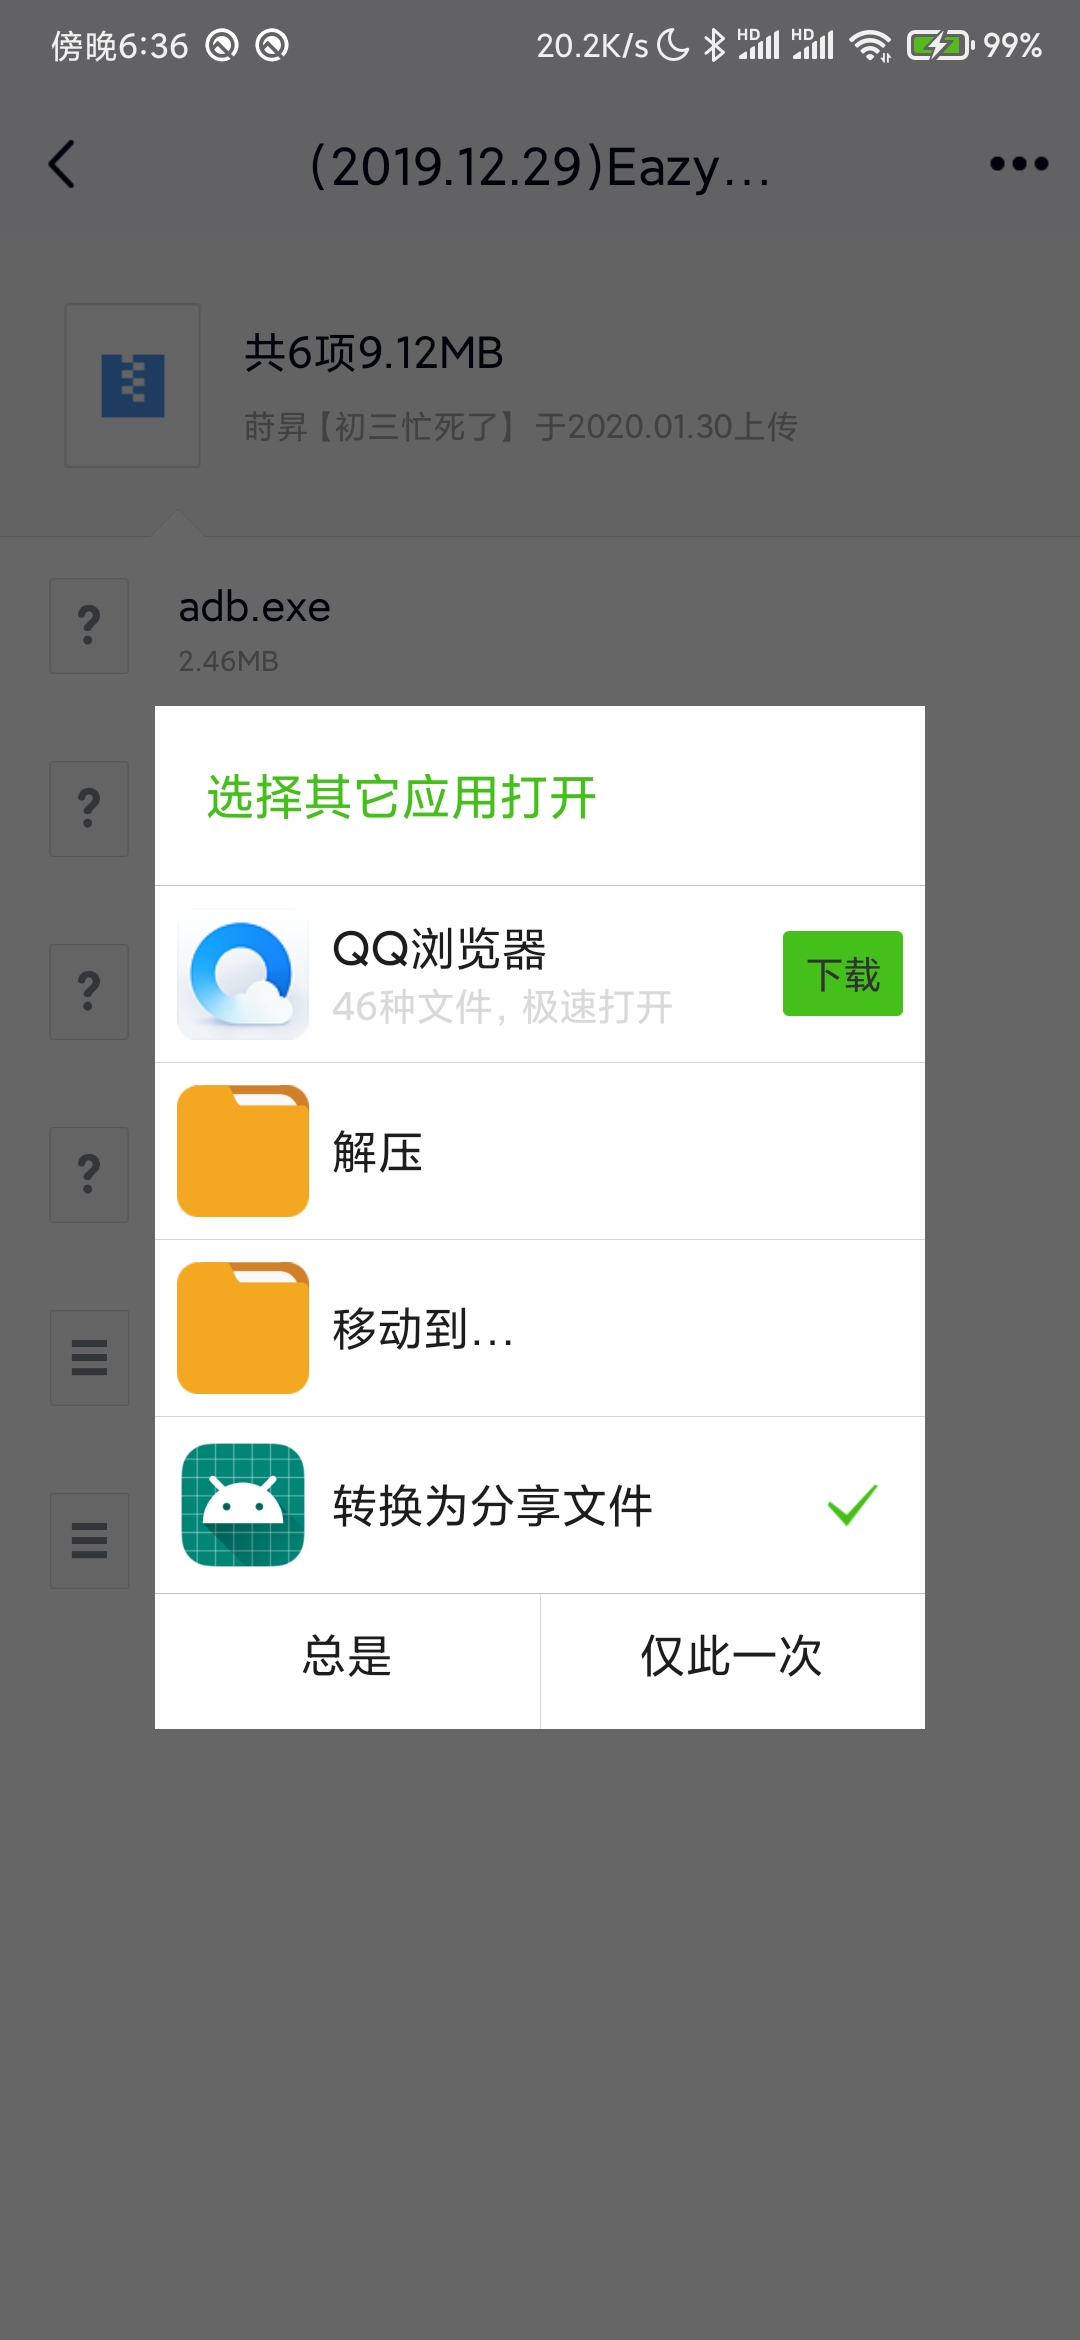 傍晚6:36 20.2K/s HD HD 99%
(2019.12.29)Eazy...
共6项9.12MB
莳昇【初三忙死了】于2020.01.30上传
adb.exe
2.46MB
选择其它应用打开
QQ浏览器
46种文件，极速打开
下载
解压
移动到...
转换为分享文件
总是
仅此一次